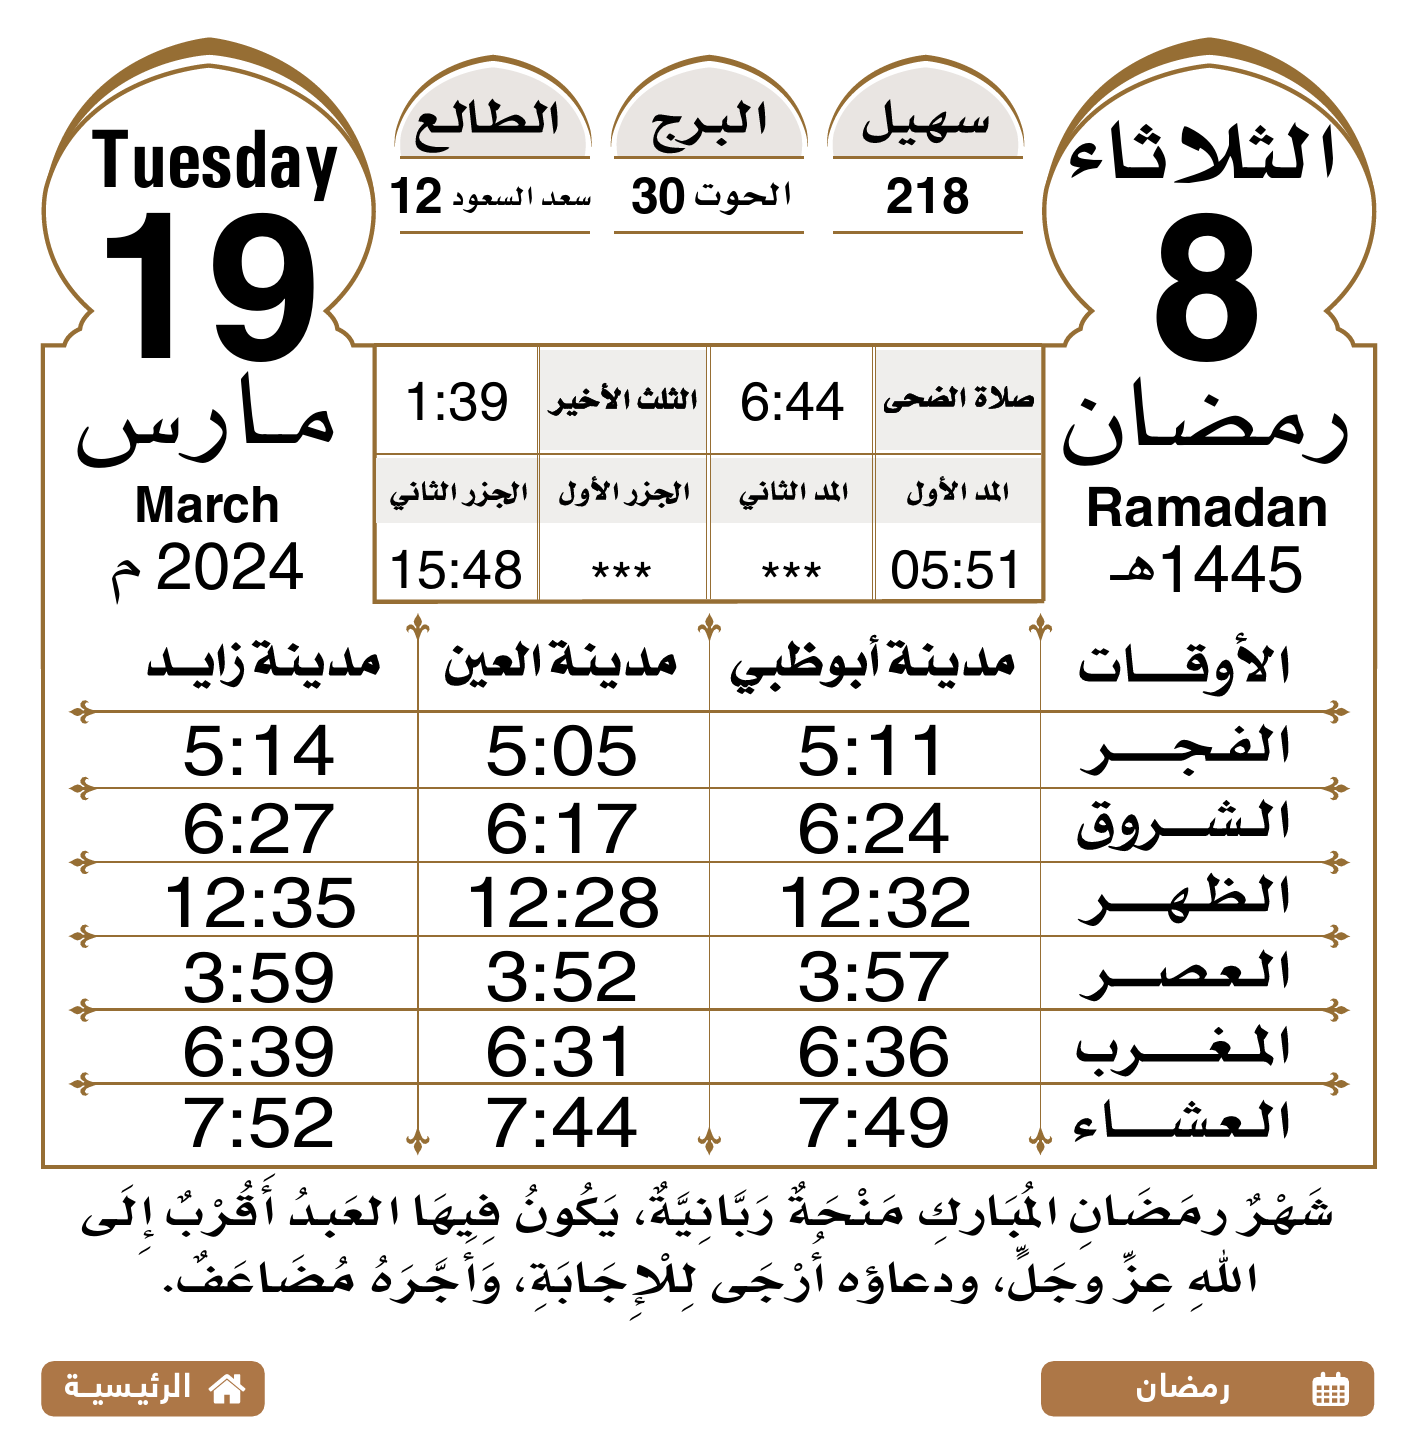 الثلاثاء
8
رمضان
Ramadan
1445هـ
سهيل
218
البرج
الحوت 30
الطالع
سعد السعود 12
Tuesday
19
مارس
March
2024 م
صلاة الضحى 6:44 الثلث الأخير 1:39
المد الأول المد الثاني الجزر الأول الجزر الثاني
05:51 *** *** 15:48
الأوقات مدينة أبوظبي مدينة العين مدينة زايد
الفجر 5:11 5:05 5:14
الشروق 6:24 6:17 6:27
الظهر 12:32 12:28 12:35
العصر 3:57 3:52 3:59
المغرب 6:36 6:31 6:39
العشاء 7:49 7:44 7:52
شَهْرٌ رمَضَانِ المُبَاركِ مَنْحَةٌ رَبَّانِيَّةٌ، يَكُونُ فِيِهَا العَبدُ أَقُرْبٌ إِلَى
اللهِ عِزِّ وجَلٍّ، ودعاؤه أُرْجَى لِلْإِجَابَةِ، وَأجَّرَهُ مُضَاعَفٌ.
رمضان
الرئيسية